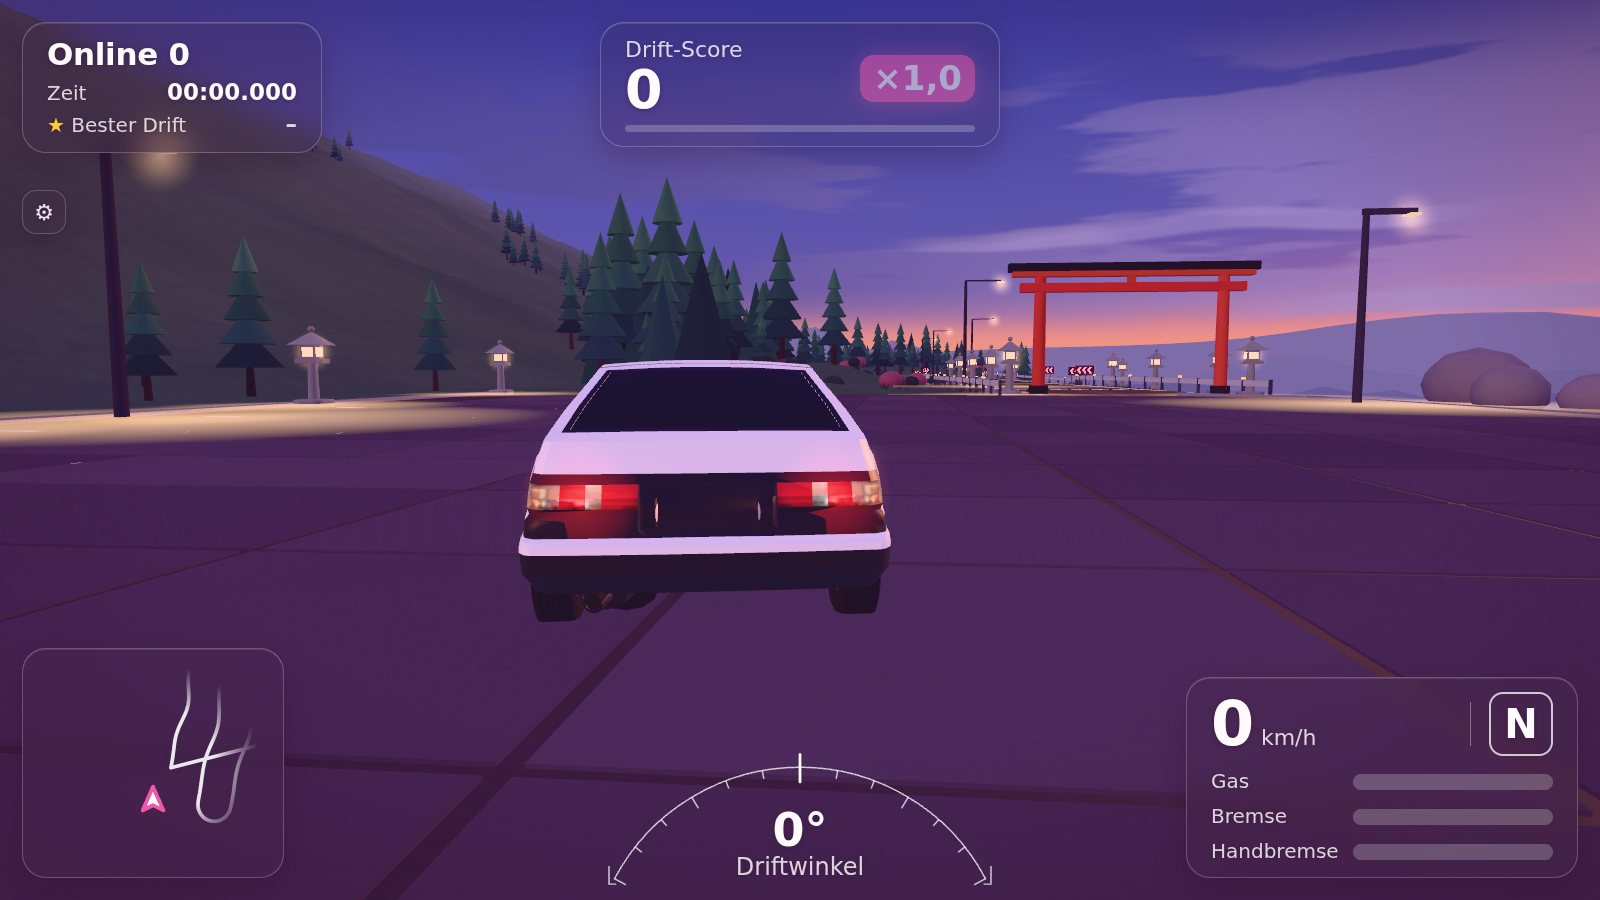 Online 0
Zeit 00:00.000
★ Bester Drift –
Drift-Score
0
×1,0
0°
Driftwinkel
0 km/h
N
Gas
Bremse
Handbremse